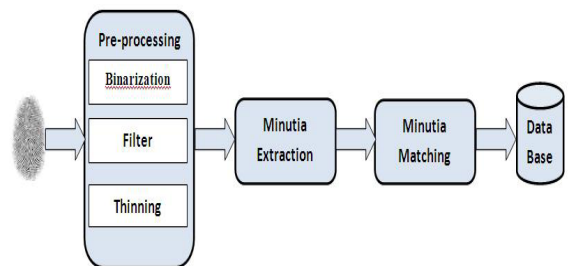 Pre-processing
Binarization
Filter
Thinning
Minutia
Extraction
Minutia
Matching
Data
Base